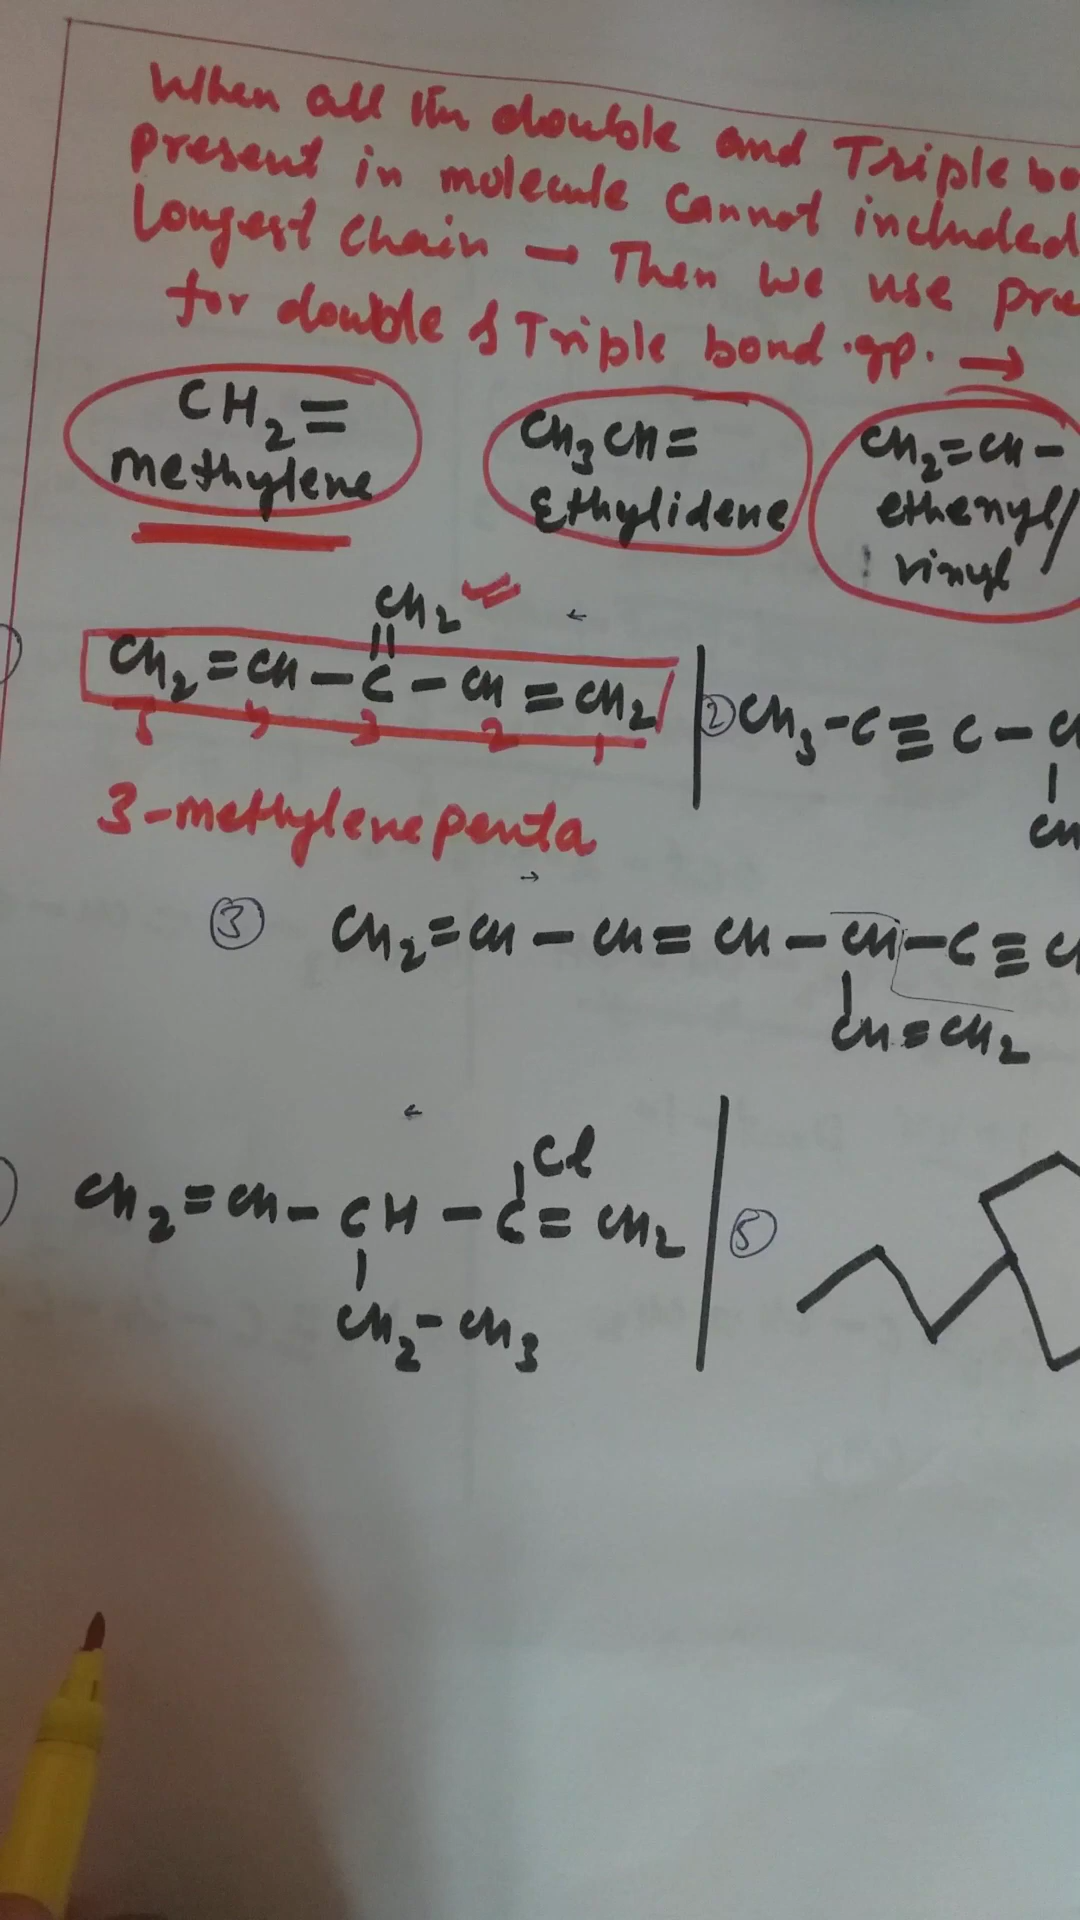 When all the double and Triple bo
present in molecule cannot included
Longest chain → Then we use pre
for double & Triple bond .gp. →
CH2=
methylene
CH3CH=
Ethylidene
CH2=CH-
ethenyl/
vinyl
CH2
||
CH2=CH-C-CH=CH2
5 4 3 2 1
3-methylenepenta
② CH3-C≡C-C
|
CH
③ CH2=CH-CH=CH-CH-C≡C
|
CH=CH2
Cl
|
CH2=CH-CH-C=CH2
|
CH2-CH3
⑤